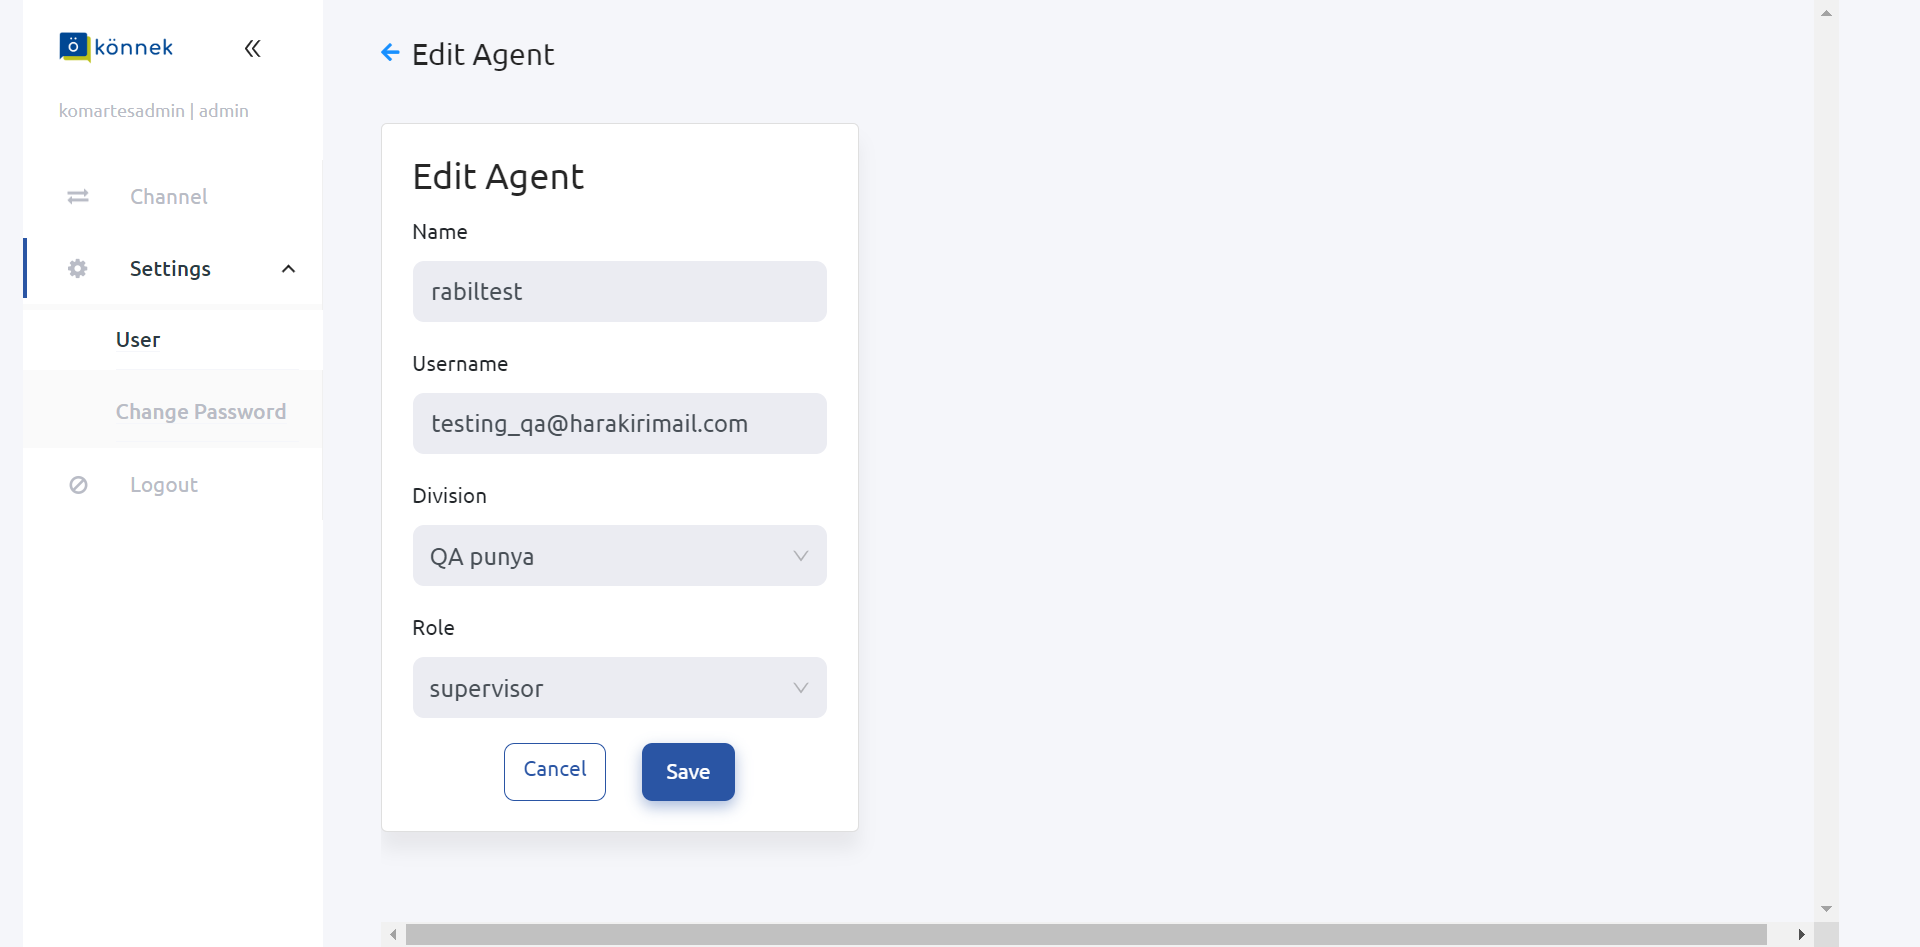 ö könnek
komartesadmin | admin
Channel
Settings
User
Change Password
Logout
Edit Agent
Edit Agent
Name
rabiltest
Username
testing_qa@harakirimail.com
Division
QA punya
Role
supervisor
Cancel
Save